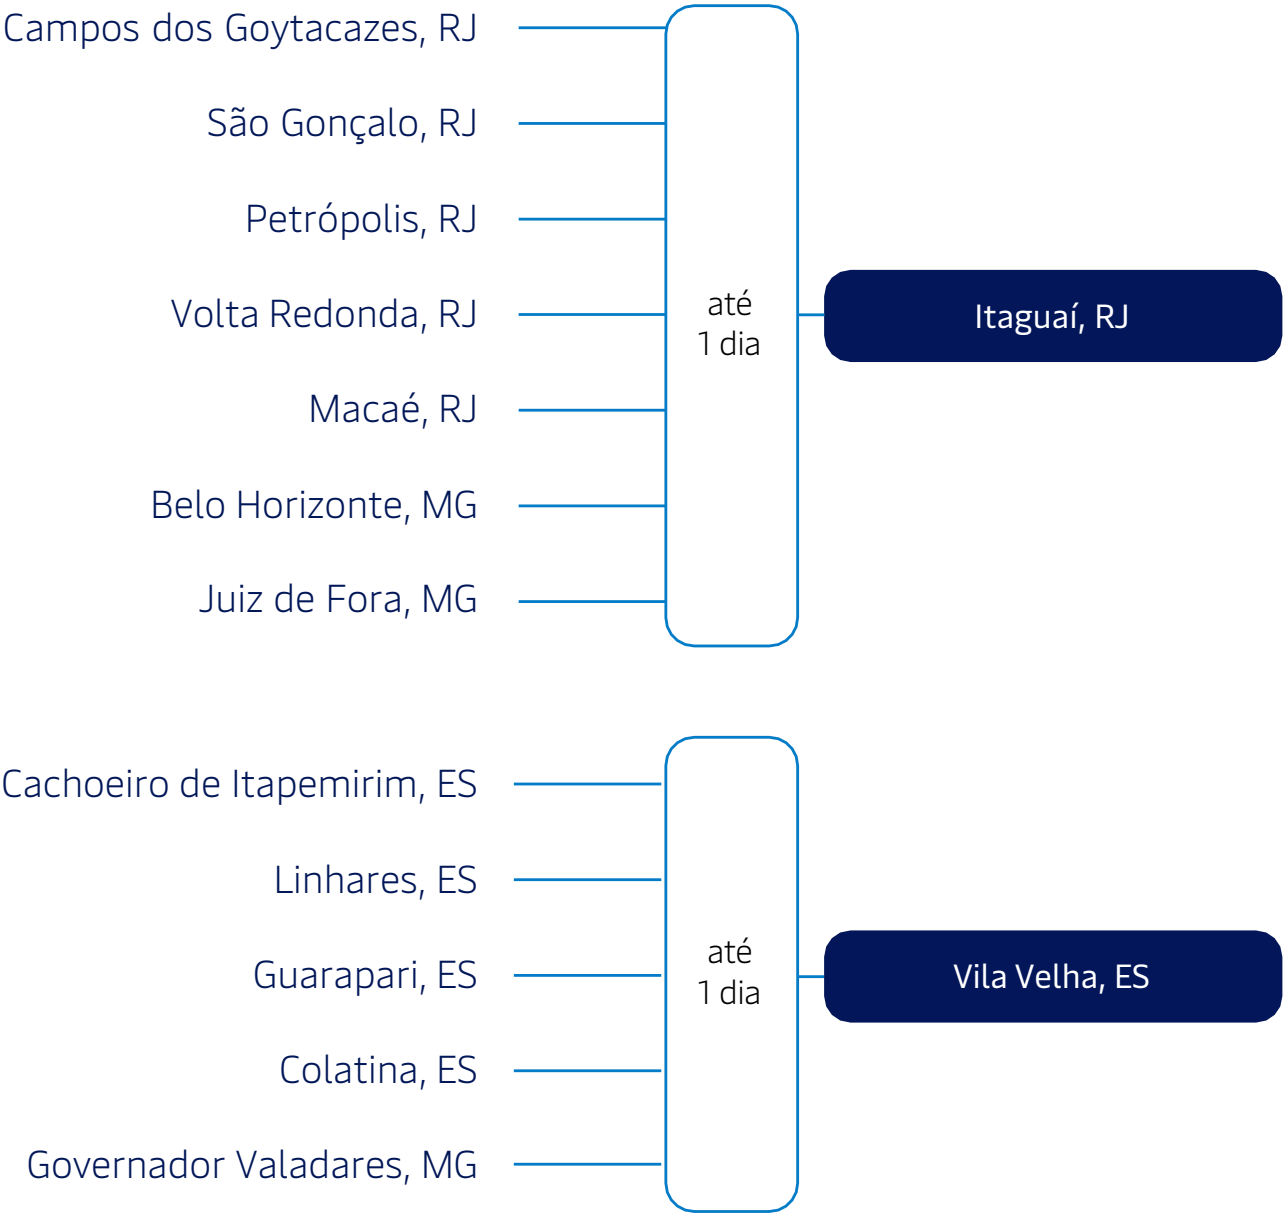 Campos dos Goytacazes, RJ
São Gonçalo, RJ
Petrópolis, RJ
Volta Redonda, RJ
Macaé, RJ
Belo Horizonte, MG
Juiz de Fora, MG
até
1 dia
Itaguaí, RJ
Cachoeiro de Itapemirim, ES
Linhares, ES
Guarapari, ES
Colatina, ES
Governador Valadares, MG
até
1 dia
Vila Velha, ES